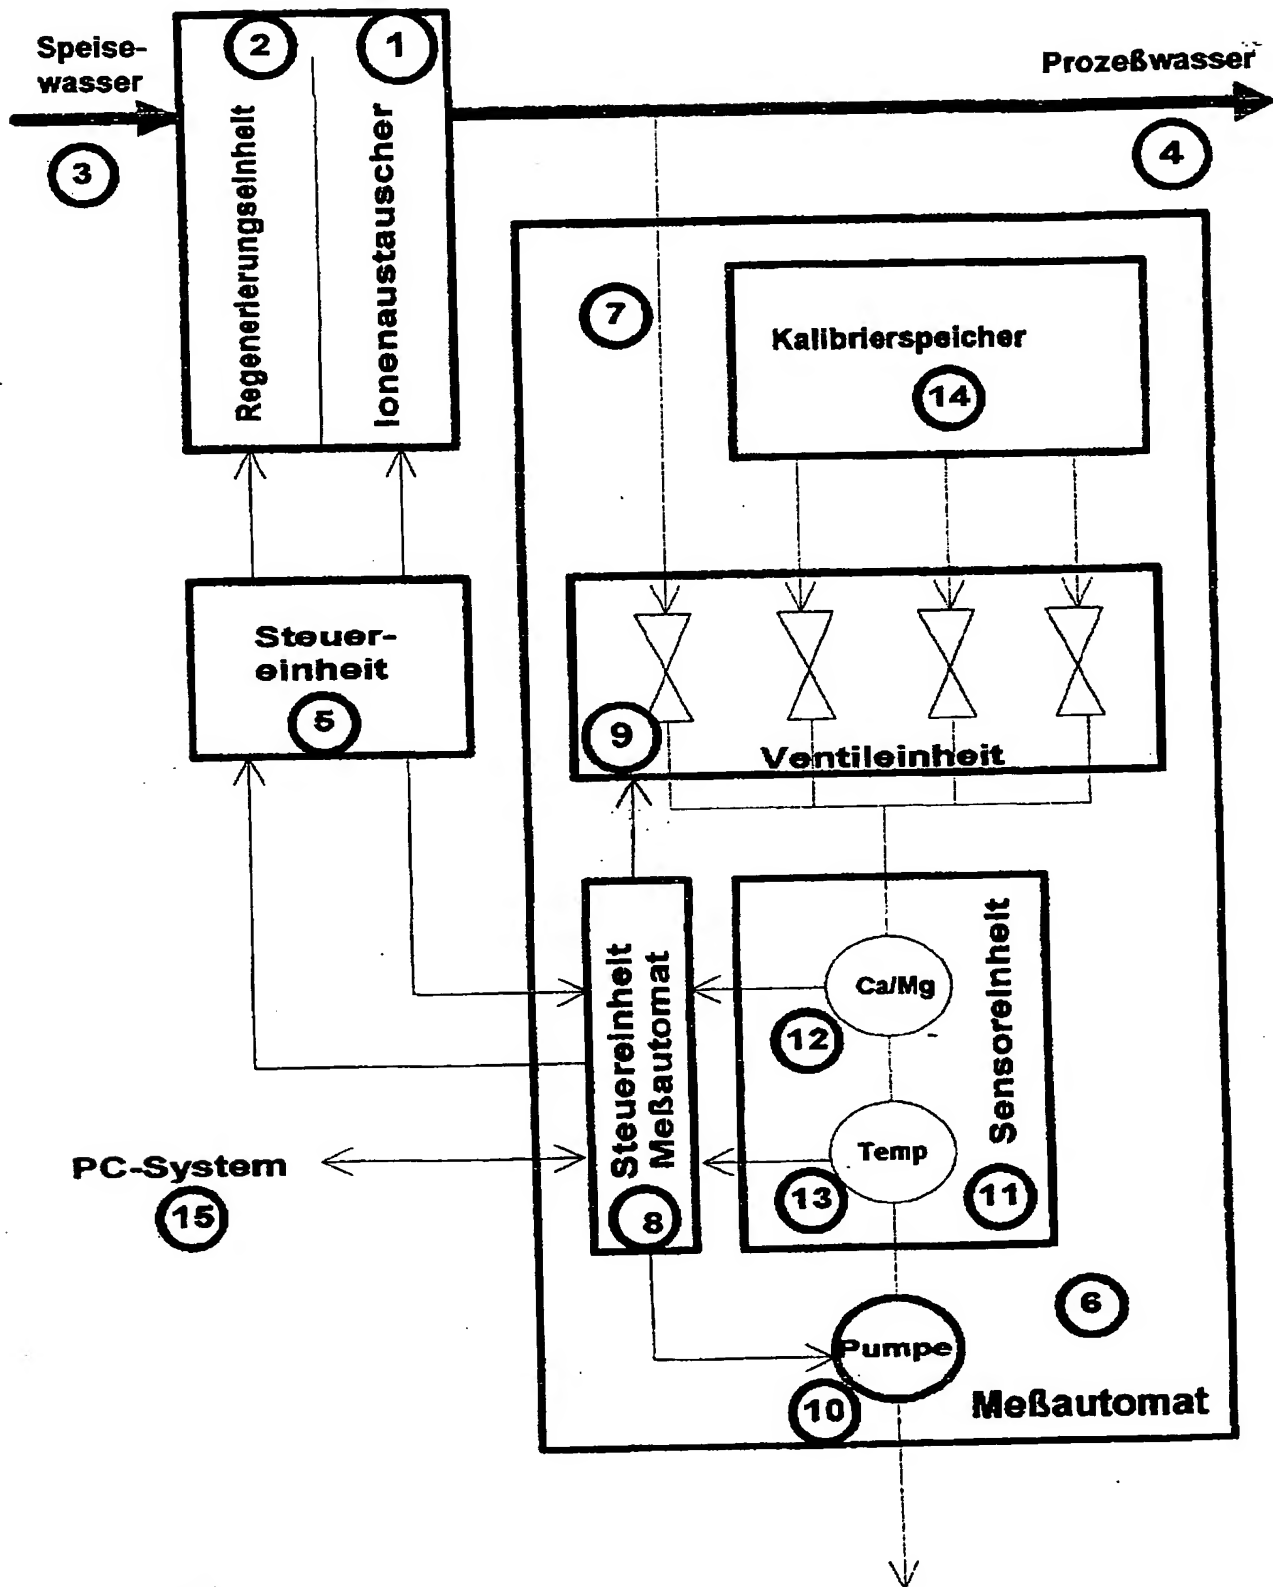 Speise-
wasser
3
2
1
Regenerierungseinheit
Ionenaustauscher
Prozeßwasser
4
7
Kalibrierspeicher
14
Steuer-
einheit
5
9
Ventileinheit
Steuereinheit
Meßautomat
8
Ca/Mg
12
Temp
13
Sensoreinheit
11
PC-System
15
6
Pumpe
10
Meßautomat